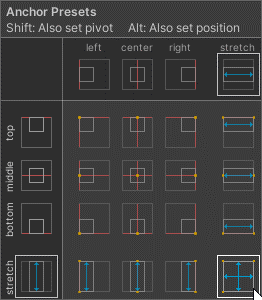 Anchor Presets
Shift: Also set pivot Alt: Also set position
left center right stretch
top
middle
bottom
stretch